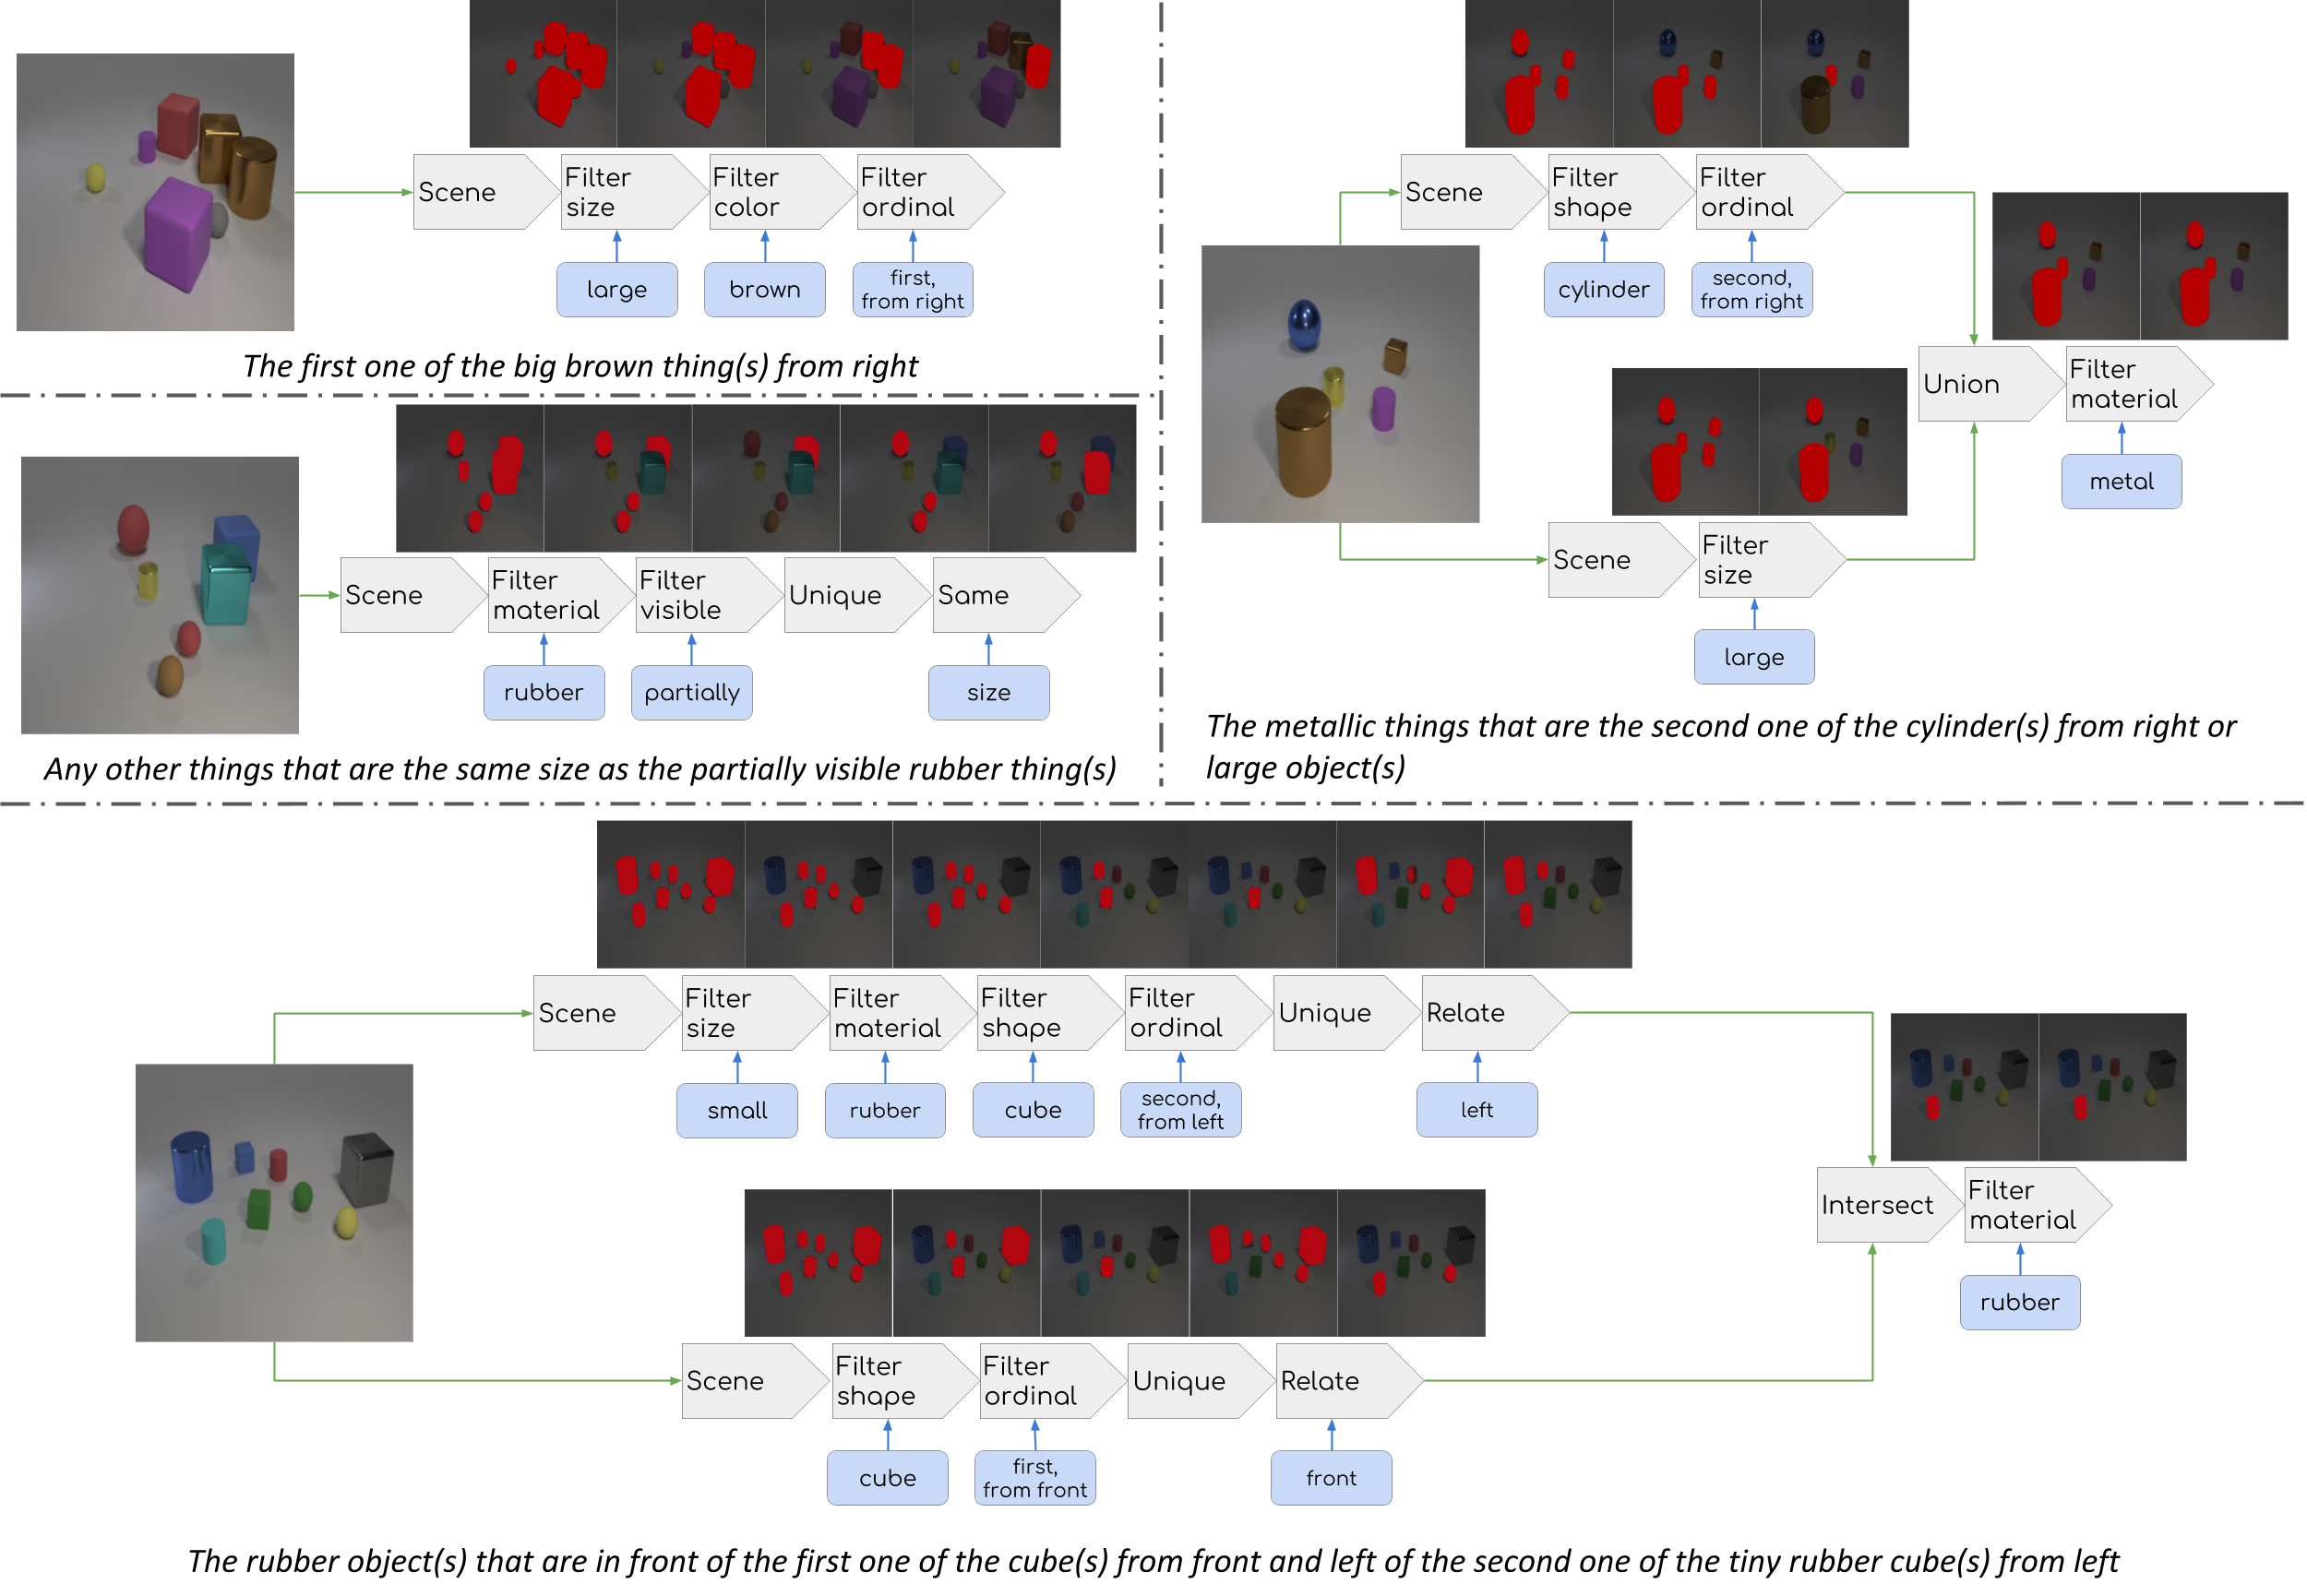 Scene
Filter
size
Filter
color
Filter
ordinal
large
brown
first,
from right
The first one of the big brown thing(s) from right
Scene
Filter
material
Filter
visible
Unique
Same
rubber
partially
size
Any other things that are the same size as the partially visible rubber thing(s)
Scene
Filter
shape
Filter
ordinal
cylinder
second,
from right
Union
Filter
material
metal
Scene
Filter
size
large
The metallic things that are the second one of the cylinder(s) from right or
large object(s)
Scene
Filter
size
Filter
material
Filter
shape
Filter
ordinal
Unique
Relate
small
rubber
cube
second,
from left
left
Intersect
Filter
material
rubber
Scene
Filter
shape
Filter
ordinal
Unique
Relate
cube
first,
from front
front
The rubber object(s) that are in front of the first one of the cube(s) from front and left of the second one of the tiny rubber cube(s) from left